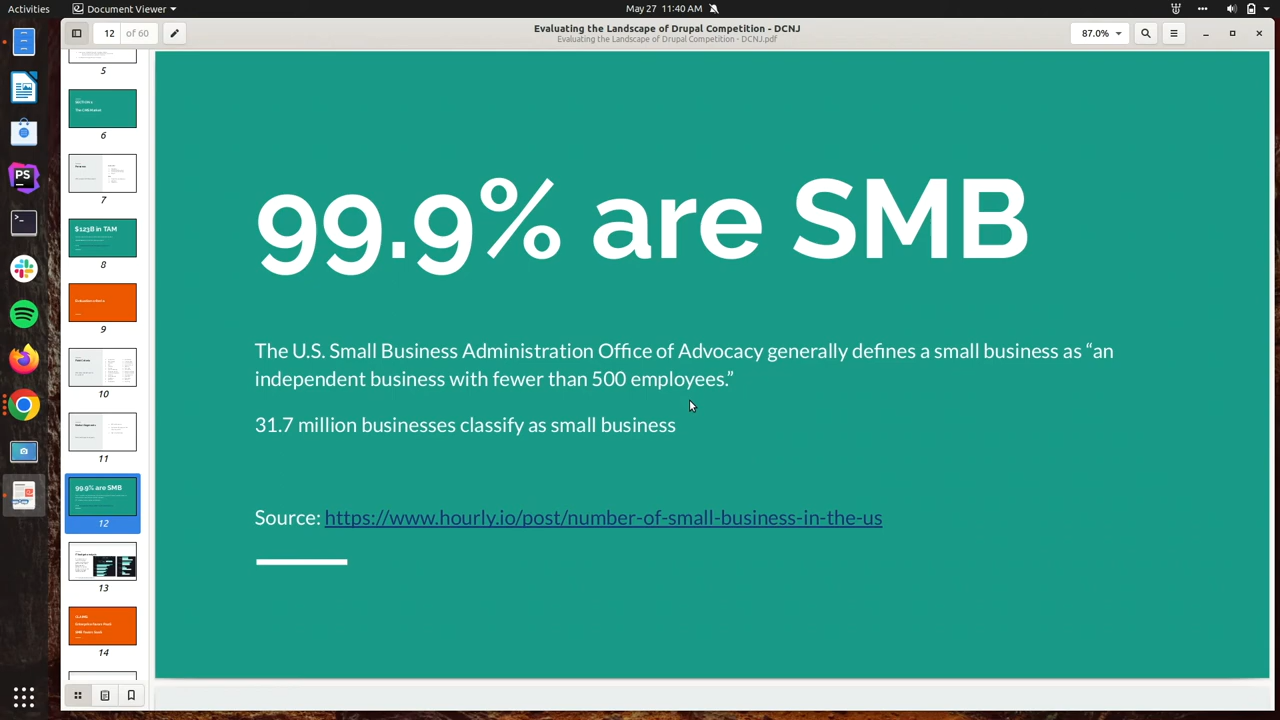 Activities
Document Viewer
May 27 11:40 AM
12
of 60
Evaluating the Landscape of Drupal Competition - DCNJ
Evaluating the Landscape of Drupal Competition - DCNJ.pdf
87.0%
5
The CMS Market
6
7
$123B in TAM
8
9
10
11
99.9% are SMB
12
13
14
PS
99.9% are SMB
The U.S. Small Business Administration Office of Advocacy generally defines a small business as “an
independent business with fewer than 500 employees.”
31.7 million businesses classify as small business
Source: https://www.hourly.io/post/number-of-small-business-in-the-us